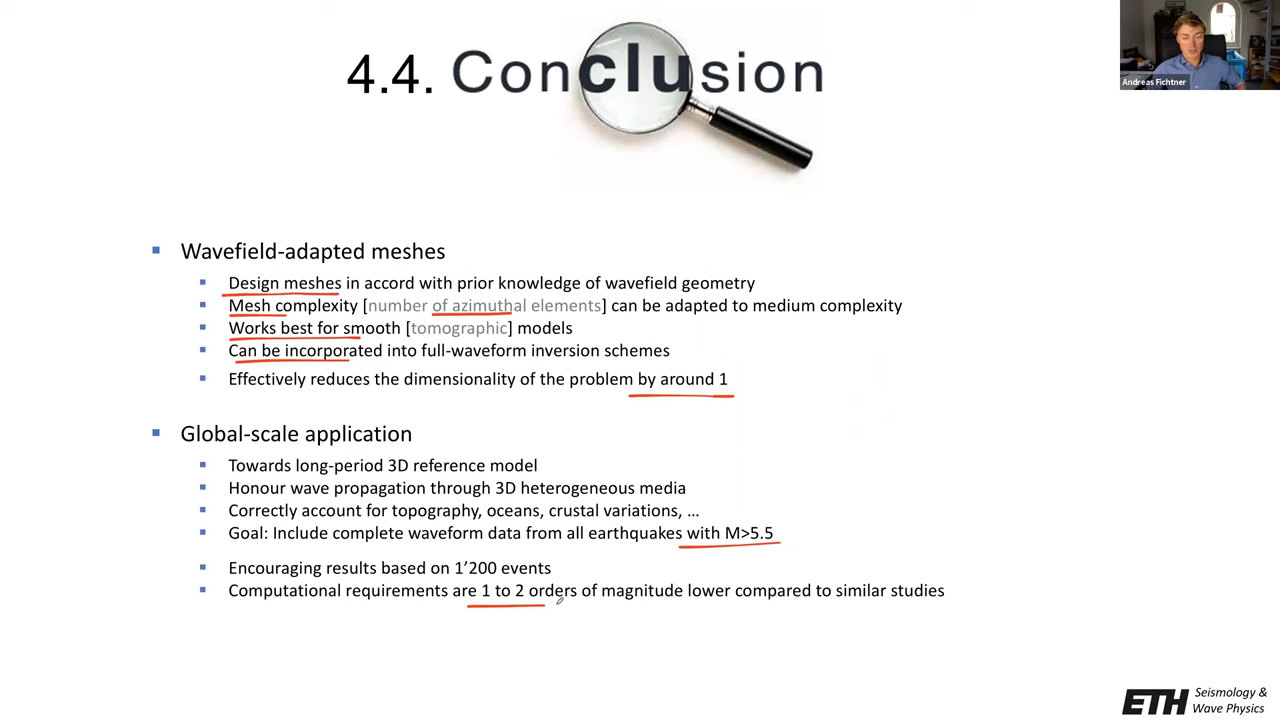 4.4. Conclusion
Andreas Fichtner
Wavefield-adapted meshes
Design meshes in accord with prior knowledge of wavefield geometry
Mesh complexity [number of azimuthal elements] can be adapted to medium complexity
Works best for smooth [tomographic] models
Can be incorporated into full-waveform inversion schemes
Effectively reduces the dimensionality of the problem by around 1
Global-scale application
Towards long-period 3D reference model
Honour wave propagation through 3D heterogeneous media
Correctly account for topography, oceans, crustal variations, ...
Goal: Include complete waveform data from all earthquakes with M>5.5
Encouraging results based on 1’200 events
Computational requirements are 1 to 2 orders of magnitude lower compared to similar studies
ETH Seismology &
Wave Physics